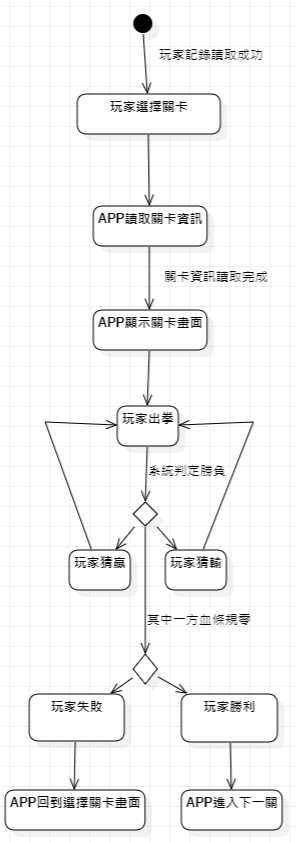 玩家記錄讀取成功
玩家選擇關卡
APP讀取關卡資訊
關卡資訊讀取完成
APP顯示關卡畫面
玩家出拳
系統判定勝負
玩家猜贏
玩家猜輸
其中一方血條規零
玩家失敗
玩家勝利
APP回到選擇關卡畫面
APP進入下一關